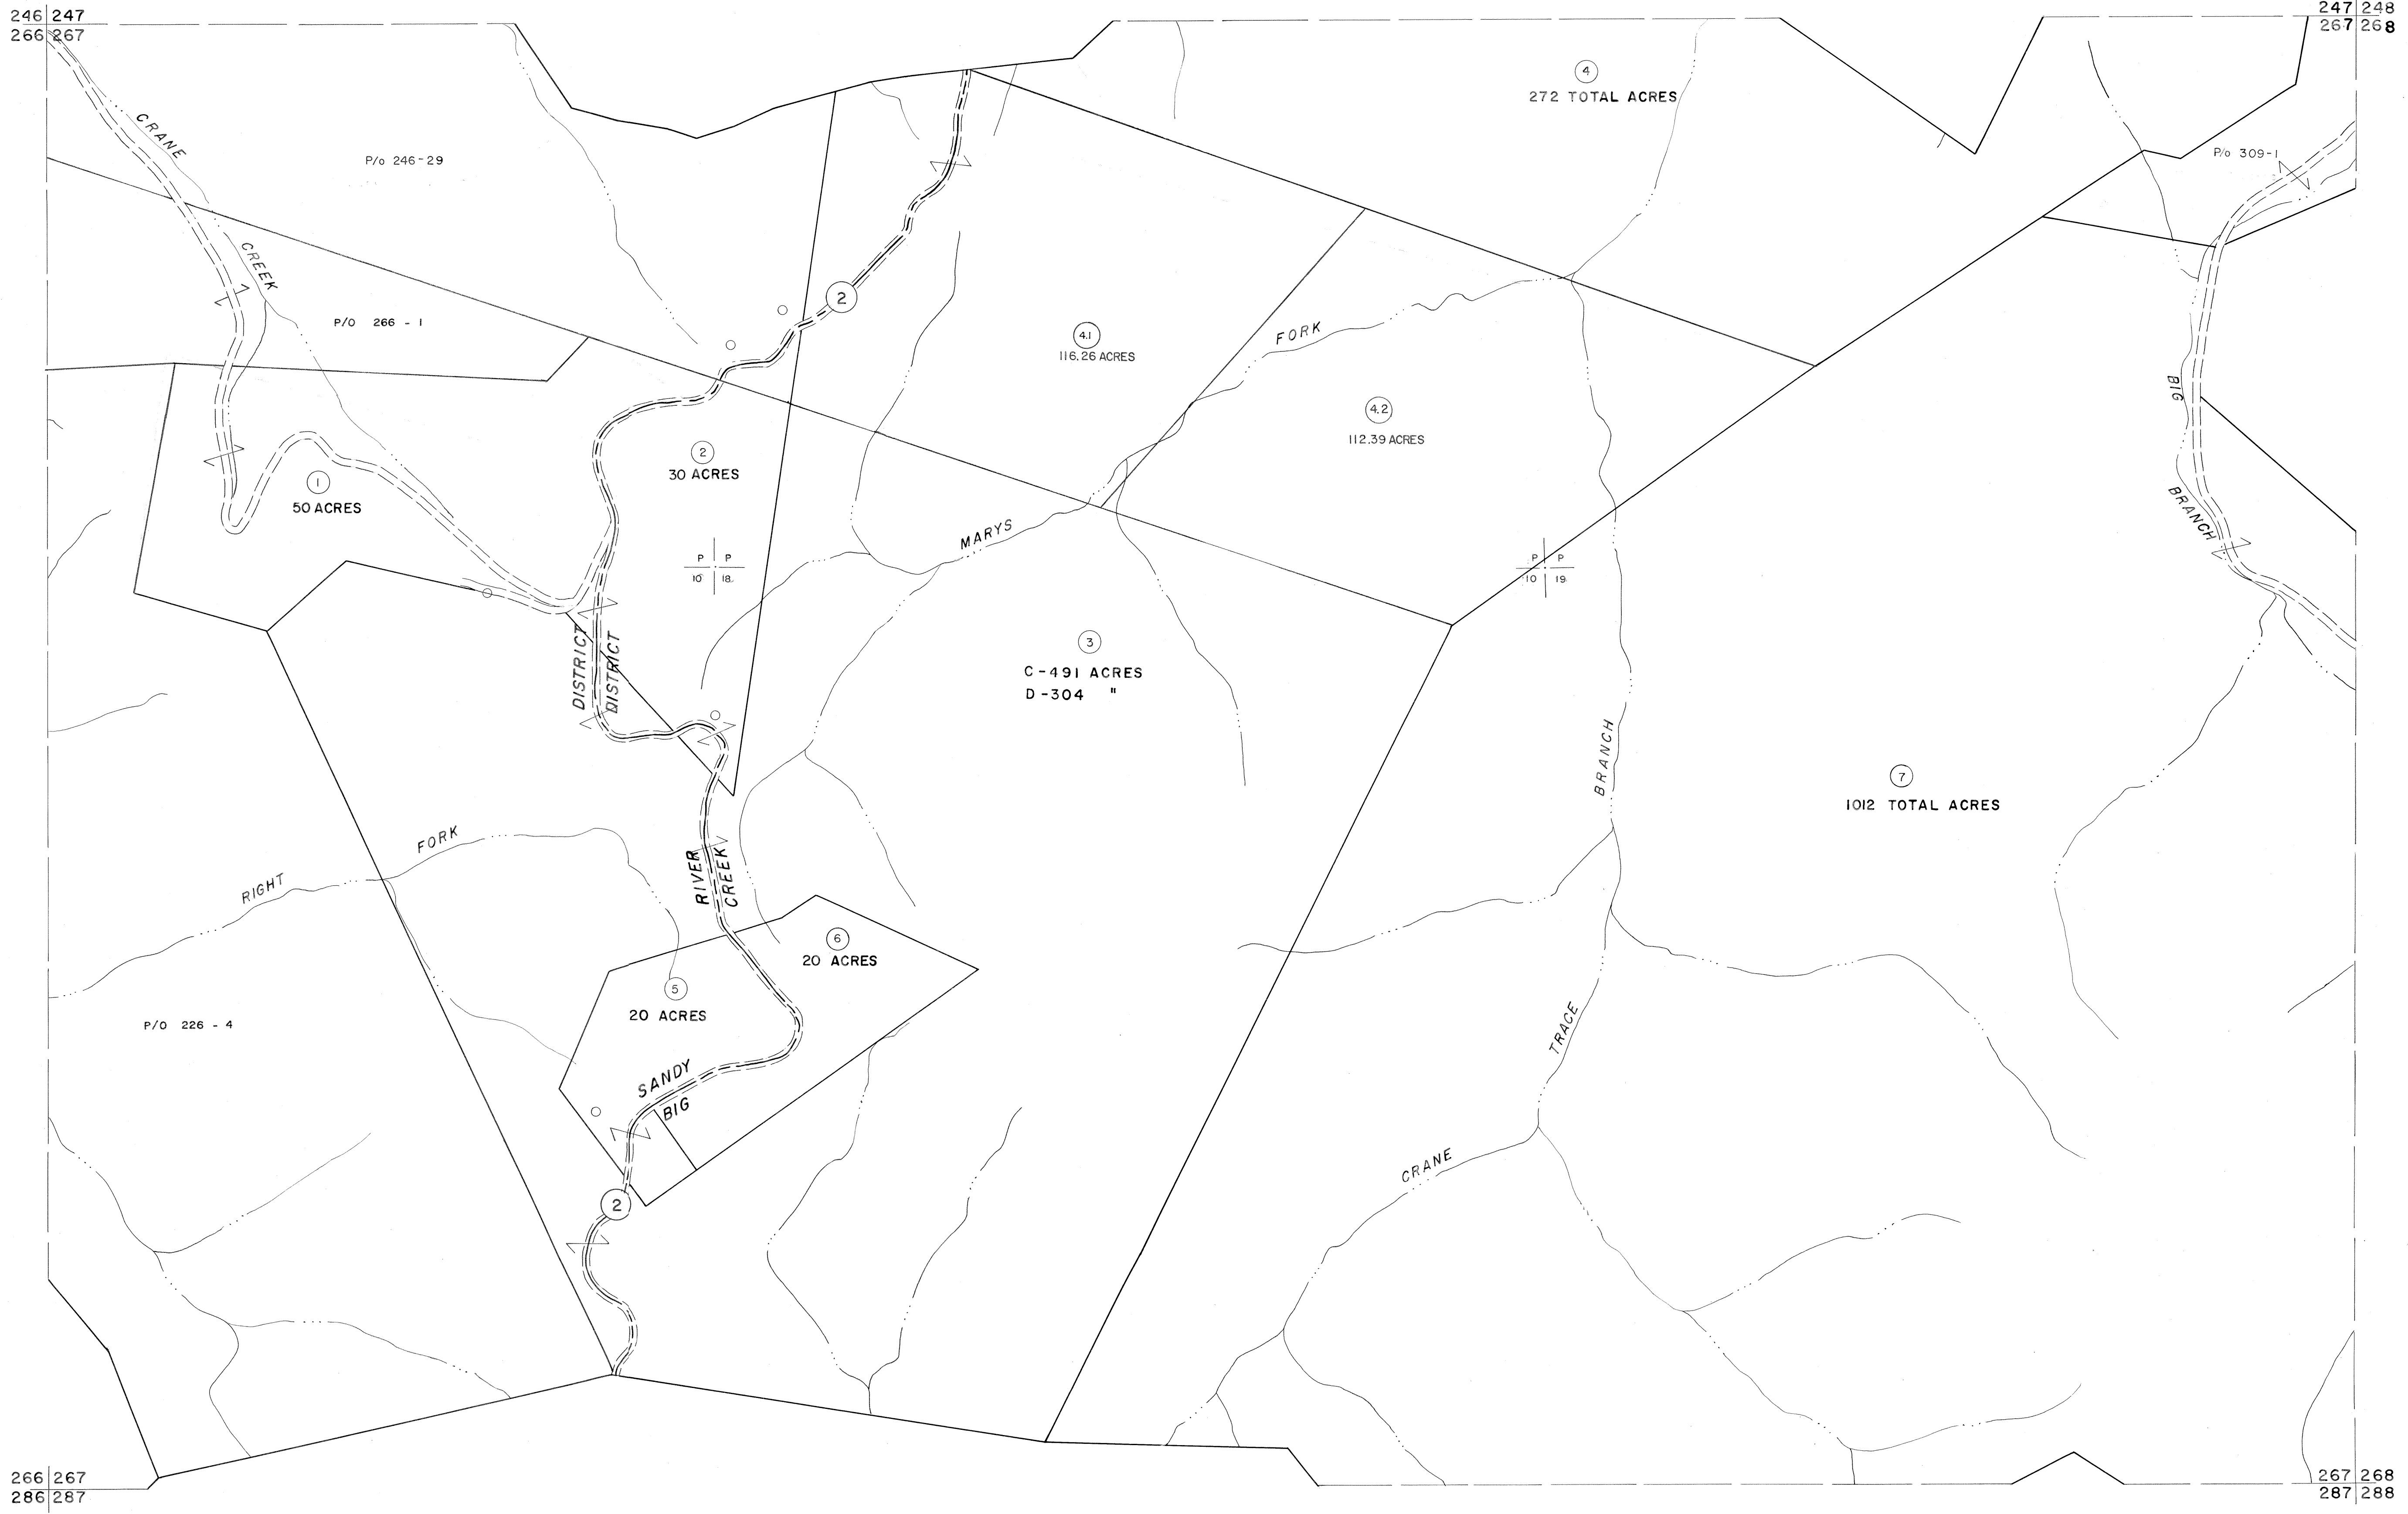 246 247
266 267
247 248
267 268
CRANE
CREEK
P/o 246-29
4
272 TOTAL ACRES
P/o 309-1
P/O 266 - 1
2
4.1
116.26 ACRES
FORK
4.2
112.39 ACRES
BIG
BRANCH
1
50 ACRES
2
30 ACRES
MARYS
P P
10 18
P P
10 19
DISTRICT
DISTRICT
3
C-491 ACRES
D-304 "
BRANCH
7
1012 TOTAL ACRES
RIGHT
FORK
RIVER
CREEK
6
20 ACRES
5
20 ACRES
P/O 226 - 4
TRACE
SANDY
BIG
CRANE
2
266 267
286 287
267 268
287 288